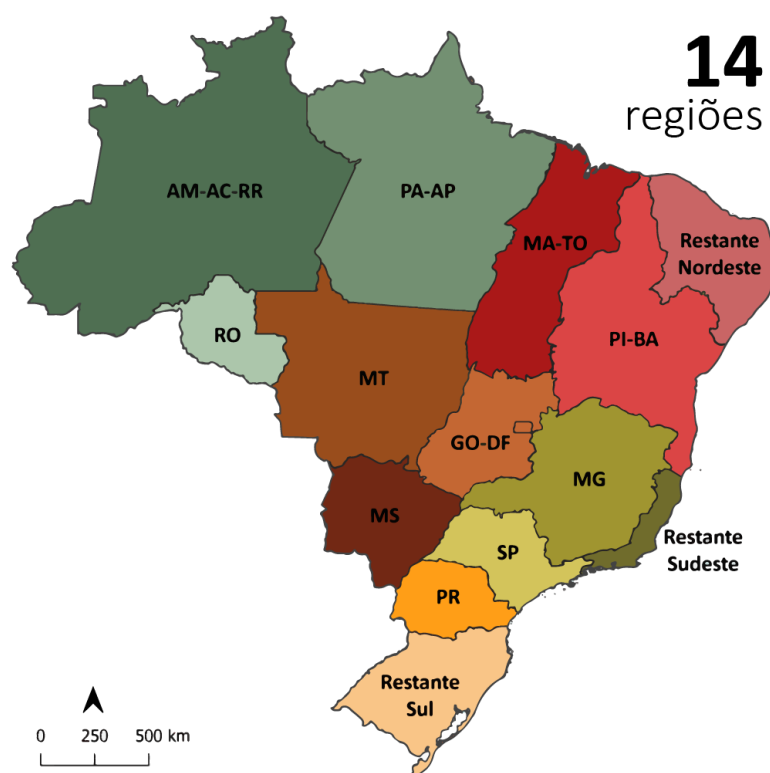 14
regiões
AM-AC-RR
PA-AP
MA-TO
Restante
Nordeste
RO
MT
PI-BA
GO-DF
MG
MS
SP
Restante
Sudeste
PR
Restante
Sul
0 250 500 km